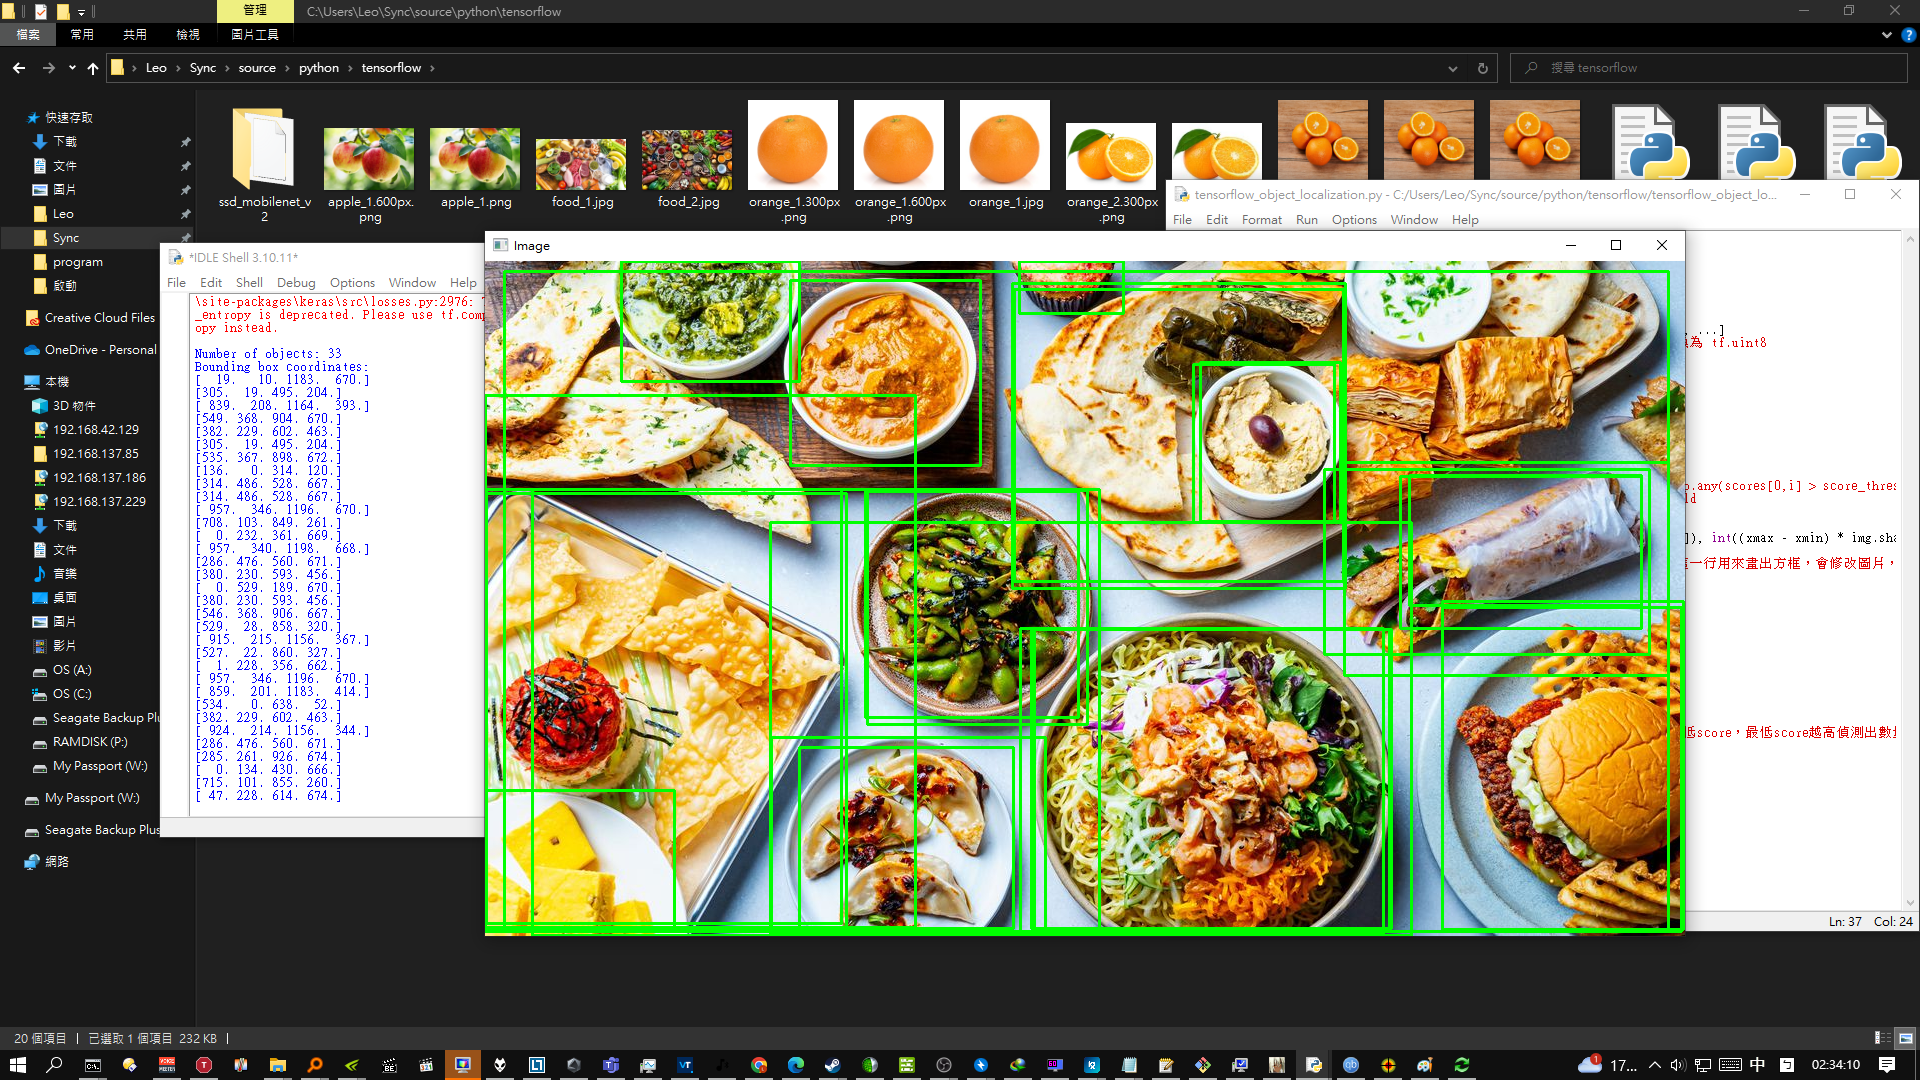 管理
C:\Users\Leo\Sync\source\python\tensorflow
檔案 常用 共用 檢視 圖片工具
Leo › Sync › source › python › tensorflow ›
搜尋 tensorflow
快速存取
下載
文件
圖片
Leo
Sync
program
啟動
Creative Cloud Files
OneDrive - Personal
本機
3D 物件
192.168.42.129
192.168.137.85
192.168.137.186
192.168.137.229
下載
文件
音樂
桌面
圖片
影片
OS (A:)
OS (C:)
Seagate Backup Plu
RAMDISK (P:)
My Passport (W:)
My Passport (W:)
Seagate Backup Plus
網路
ssd_mobilenet_v2
apple_1.600px.png
apple_1.png
food_1.jpg
food_2.jpg
orange_1.300px.png
orange_1.600px.png
orange_1.jpg
orange_2.300px.png
tensorflow_object_localization.py - C:/Users/Leo/Sync/source/python/tensorflow/tensorflow_object_lo...
File Edit Format Run Options Window Help
, ...]
為 tf.uint8
p.any(scores[0,i] > score_thres
ld
]), int((xmax - xmin) * img.sha
一行用來畫出方框，會修改圖片，
低score，最低score越高偵測出數
Ln: 37 Col: 24
*IDLE Shell 3.10.11*
File Edit Shell Debug Options Window Help
\site-packages\keras\src\losses.py:2976:
_entropy is deprecated. Please use tf.comp
opy instead.
Number of objects: 33
Bounding box coordinates:
[  19.   10. 1183.  670.]
[305.  19. 495. 204.]
[ 839.  208. 1164.  393.]
[549. 368. 904. 670.]
[382. 229. 602. 463.]
[305.  19. 495. 204.]
[535. 367. 898. 672.]
[136.   0. 314. 120.]
[314. 486. 528. 667.]
[314. 486. 528. 667.]
[ 957.  346. 1196.  670.]
[708. 103. 849. 261.]
[  0. 232. 361. 669.]
[ 957.  340. 1198.  668.]
[286. 476. 560. 671.]
[380. 230. 593. 456.]
[  0. 529. 189. 670.]
[380. 230. 593. 456.]
[546. 368. 906. 667.]
[529.  28. 858. 320.]
[ 915.  215. 1156.  367.]
[527.  22. 860. 327.]
[  1. 228. 356. 662.]
[ 957.  346. 1196.  670.]
[ 859.  201. 1183.  414.]
[534.   0. 638.  52.]
[382. 229. 602. 463.]
[ 924.  214. 1156.  344.]
[286. 476. 560. 671.]
[285. 261. 926. 674.]
[  0. 134. 430. 666.]
[715. 101. 855. 260.]
[ 47. 228. 614. 674.]
Image
20 個項目 已選取 1 個項目 232 KB
17... 中 02:34:10